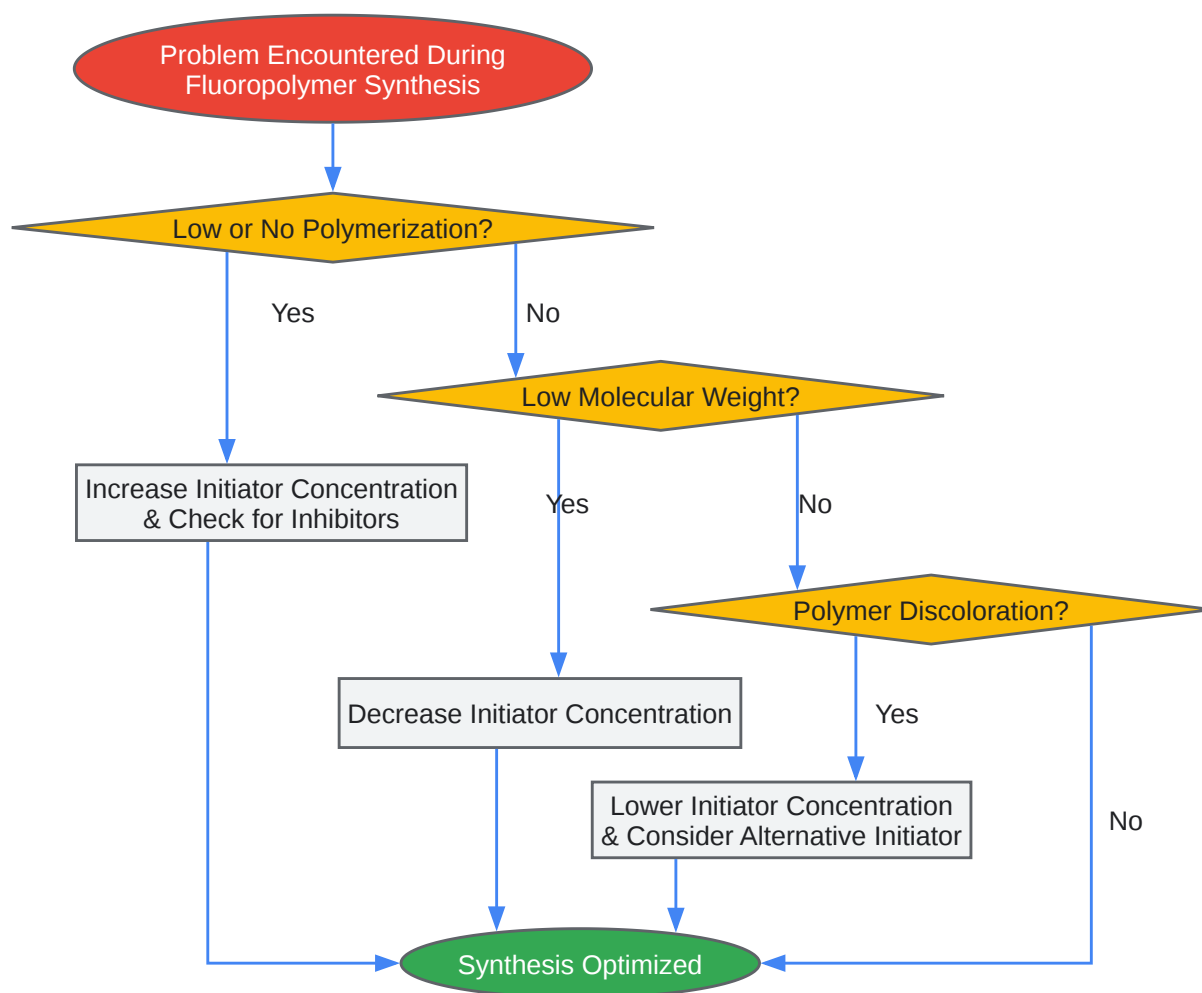 Problem Encountered During
Fluoropolymer Synthesis
Low or No Polymerization?
Yes
No
Low Molecular Weight?
Increase Initiator Concentration
& Check for Inhibitors
Yes
No
Polymer Discoloration?
Decrease Initiator Concentration
Yes
Lower Initiator Concentration
& Consider Alternative Initiator
No
Synthesis Optimized